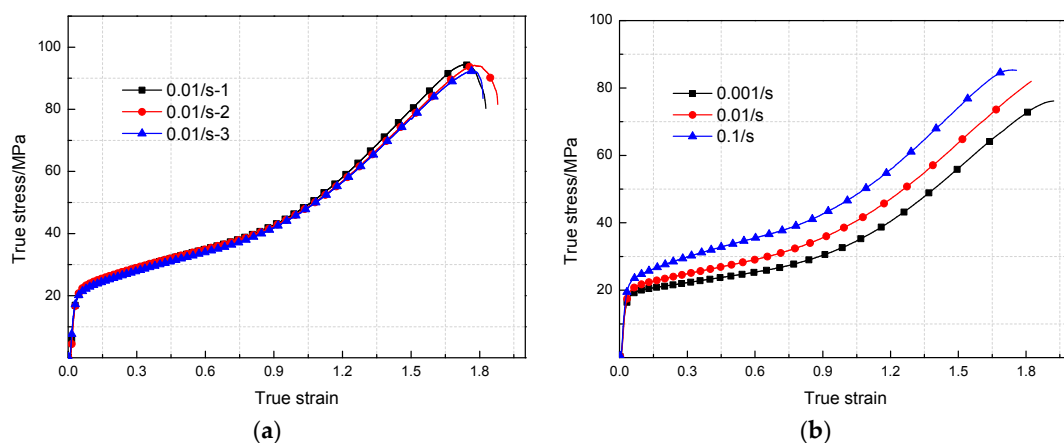 100
80
60
40
20
True stress/MPa
0.01/s-1
0.01/s-2
0.01/s-3
0.0 0.3 0.6 0.9 1.2 1.5 1.8
True strain
(a)
100
80
60
40
20
0
True stress/MPa
0.001/s
0.01/s
0.1/s
0.0 0.3 0.6 0.9 1.2 1.5 1.8
True strain
(b)